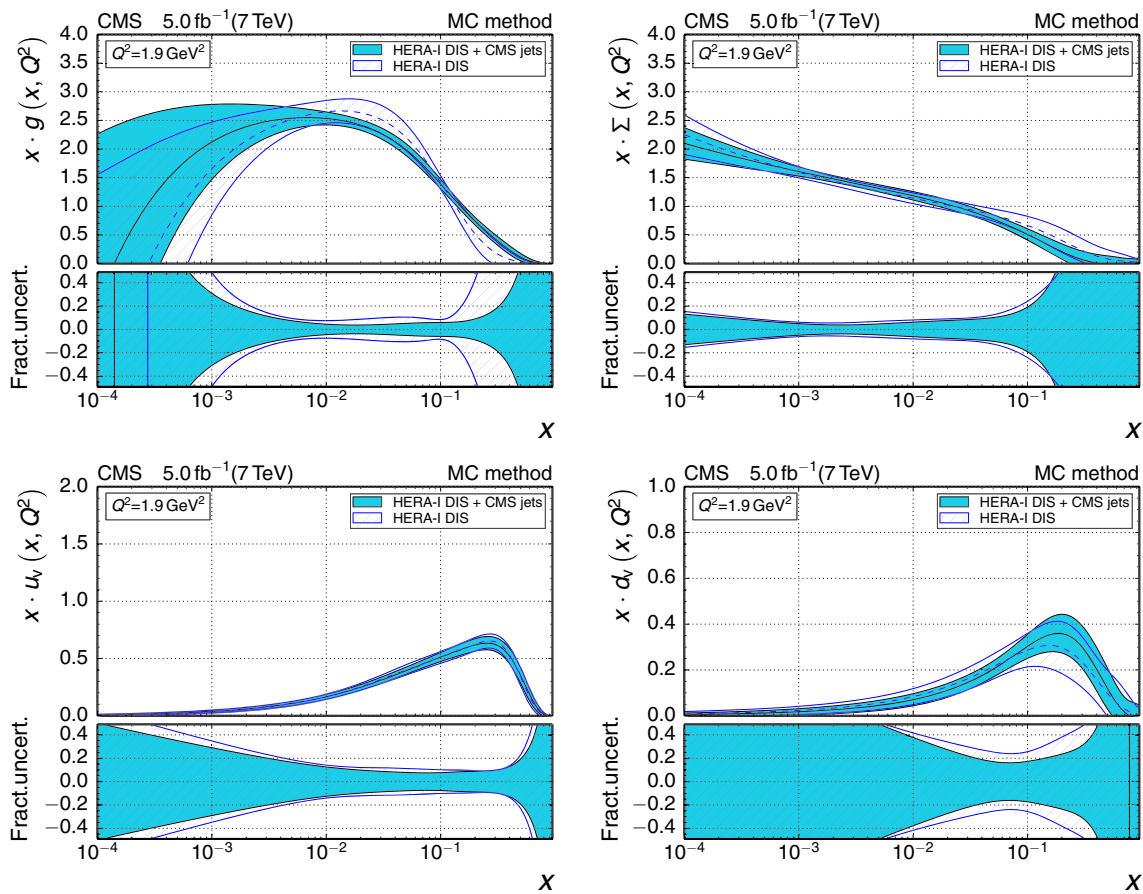 CMS 5.0 fb⁻¹(7 TeV) MC method
4.0
3.5
3.0
2.5
2.0
1.5
1.0
0.5
0.0
x · g (x, Q²)
Q²=1.9 GeV²
HERA-I DIS + CMS jets
HERA-I DIS
0.4
0.2
0.0
−0.2
−0.4
Fract.uncert.
10⁻⁴ 10⁻³ 10⁻² 10⁻¹
x
CMS 5.0 fb⁻¹(7 TeV) MC method
4.0
3.5
3.0
2.5
2.0
1.5
1.0
0.5
0.0
x · Σ (x, Q²)
Q²=1.9 GeV²
HERA-I DIS + CMS jets
HERA-I DIS
0.4
0.2
0.0
−0.2
−0.4
Fract.uncert.
10⁻⁴ 10⁻³ 10⁻² 10⁻¹
x
CMS 5.0 fb⁻¹(7 TeV) MC method
2.0
1.5
1.0
0.5
0.0
x · uᵥ (x, Q²)
Q²=1.9 GeV²
HERA-I DIS + CMS jets
HERA-I DIS
0.4
0.2
0.0
−0.2
−0.4
Fract.uncert.
10⁻⁴ 10⁻³ 10⁻² 10⁻¹
x
CMS 5.0 fb⁻¹(7 TeV) MC method
1.0
0.8
0.6
0.4
0.2
0.0
x · dᵥ (x, Q²)
Q²=1.9 GeV²
HERA-I DIS + CMS jets
HERA-I DIS
0.4
0.2
0.0
−0.2
−0.4
Fract.uncert.
10⁻⁴ 10⁻³ 10⁻² 10⁻¹
x